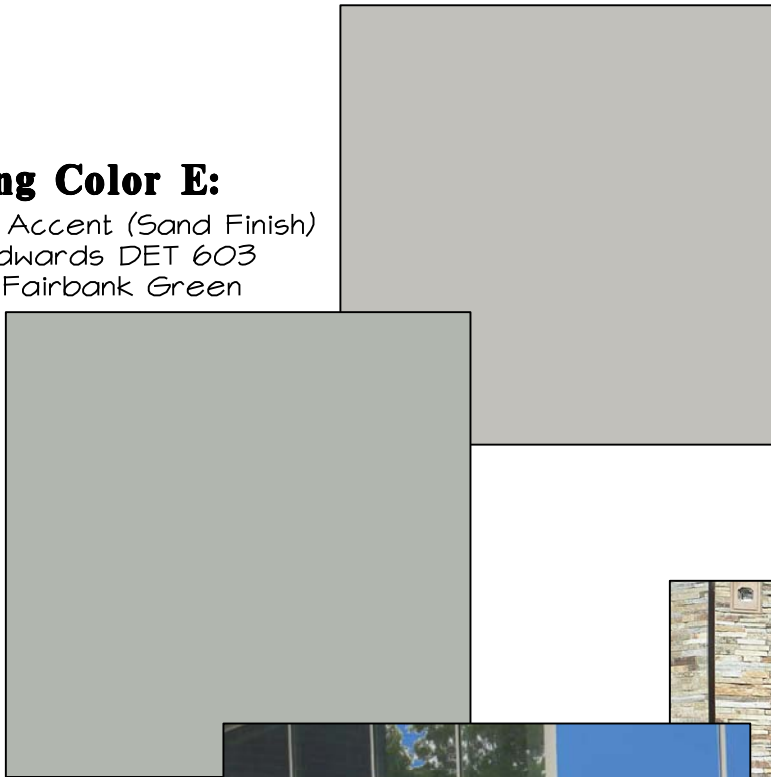 ng Color E:
Accent (Sand Finish)
dwards DET 603
Fairbank Green